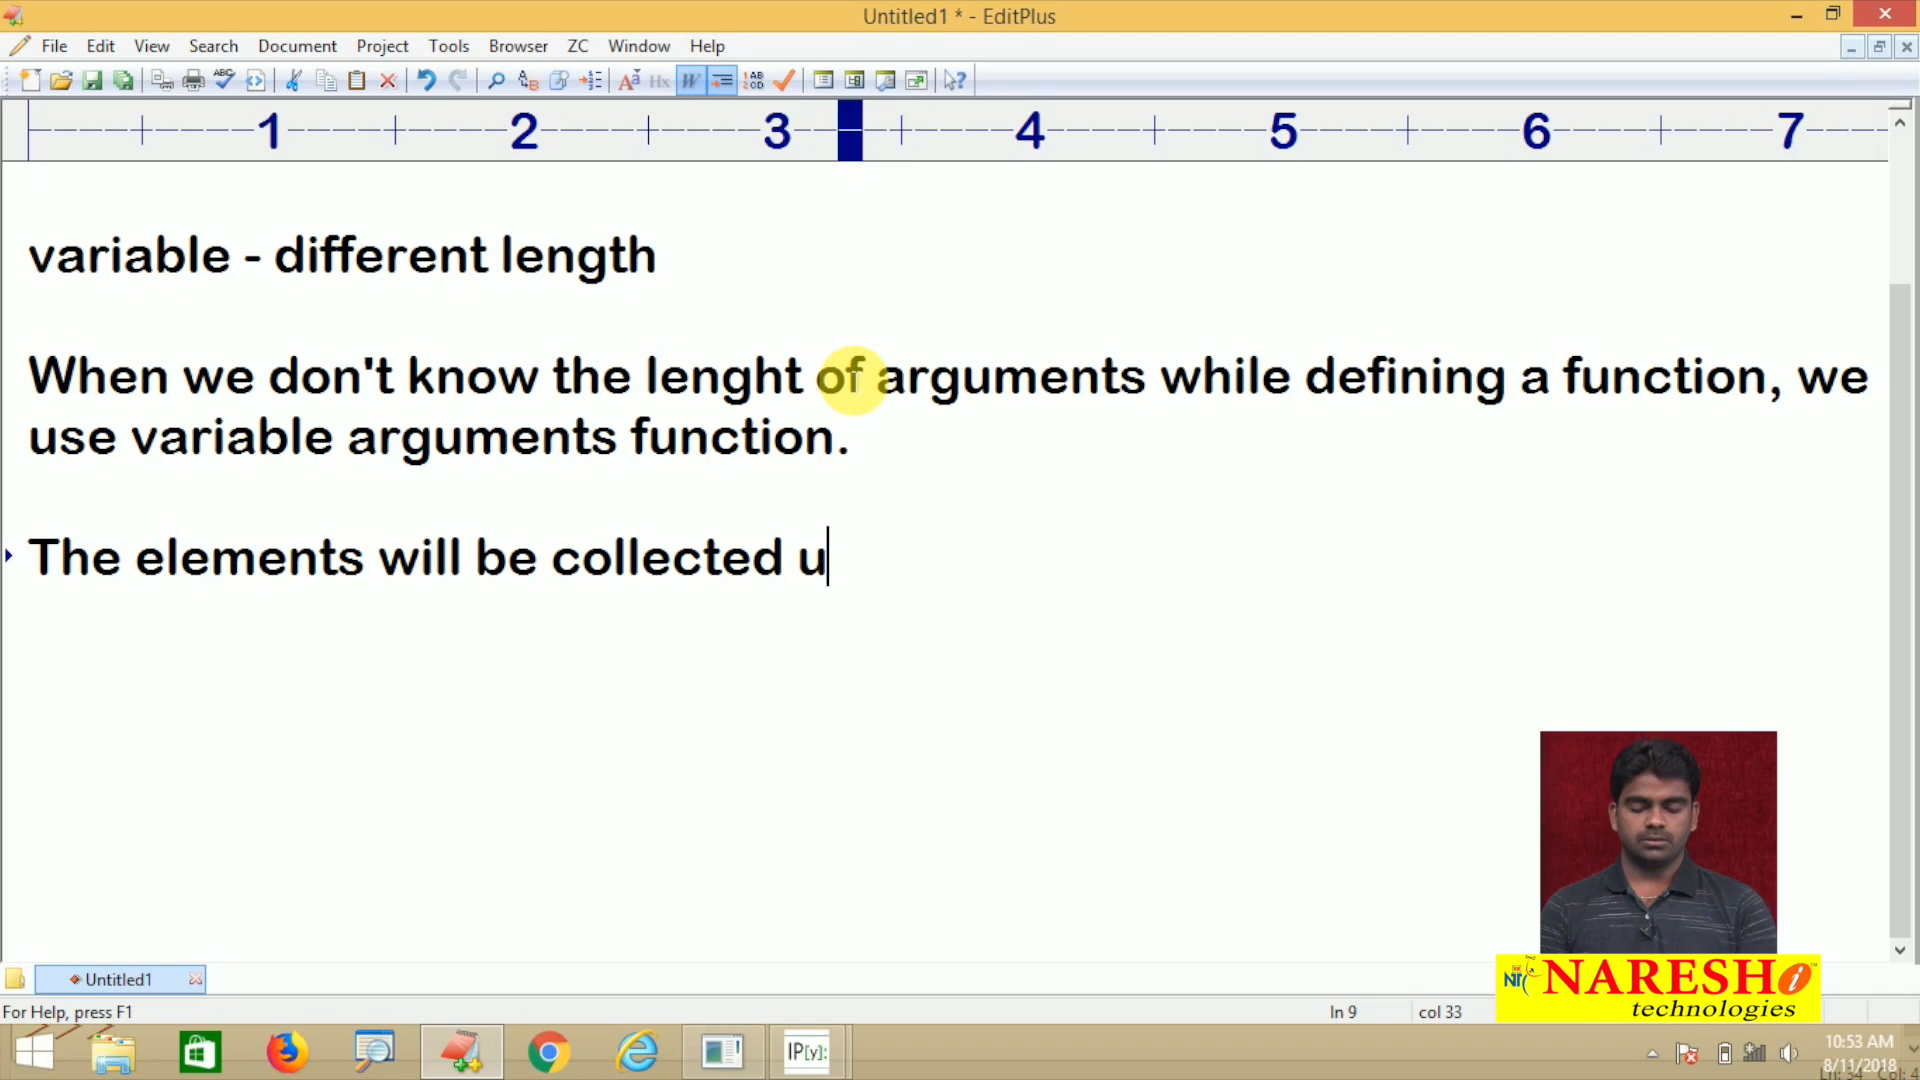 Untitled1 * - EditPlus
File Edit View Search Document Project Tools Browser ZC Window Help
1 2 3 4 5 6 7
variable - different length
When we don't know the lenght of arguments while defining a function, we
use variable arguments function.
The elements will be collected u
Untitled1
For Help, press F1
ln 9 col 33
NT NARESH i
technologies
IP[y]:
10:53 AM
8/11/2018